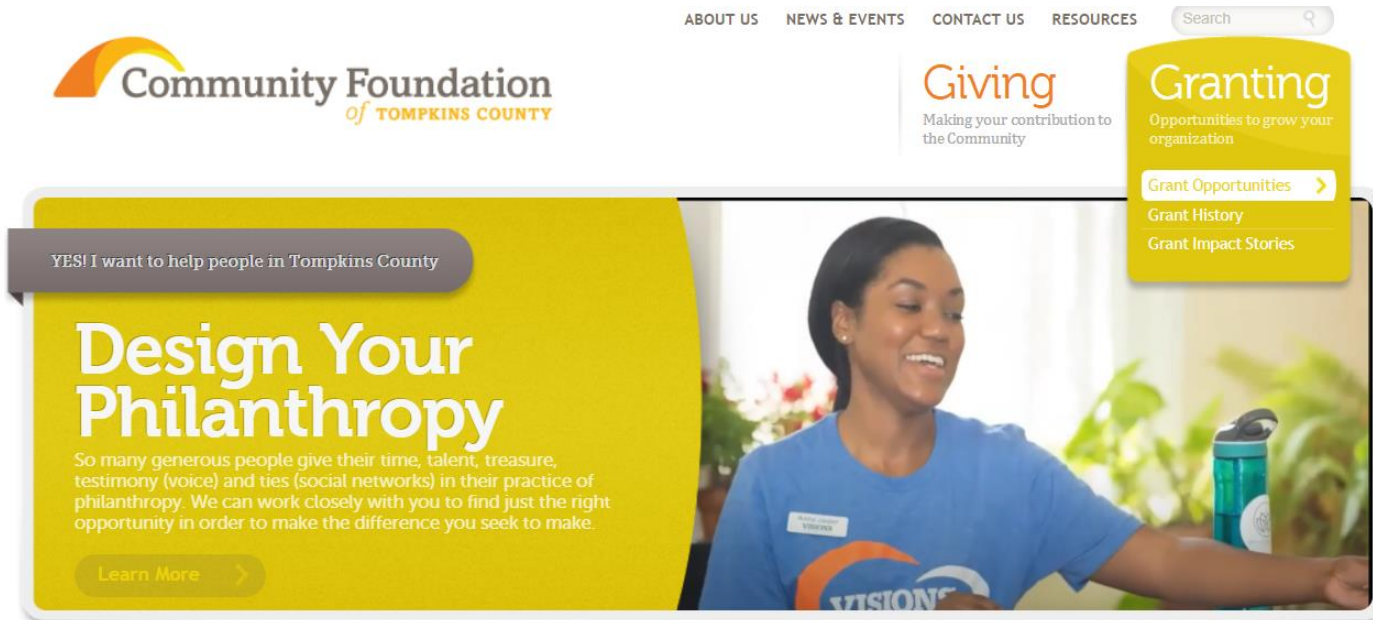 ABOUT US NEWS & EVENTS CONTACT US RESOURCES Search
Community Foundation
of TOMPKINS COUNTY
Giving
Making your contribution to
the Community
Granting
Opportunities to grow your
organization
Grant Opportunities
Grant History
Grant Impact Stories
YES! I want to help people in Tompkins County
Design Your
Philanthropy
So many generous people give their time, talent, treasure,
testimony (voice) and ties (social networks) in their practice of
philanthropy. We can work closely with you to find just the right
opportunity in order to make the difference you seek to make.
Learn More
VISIONS
VISIONS